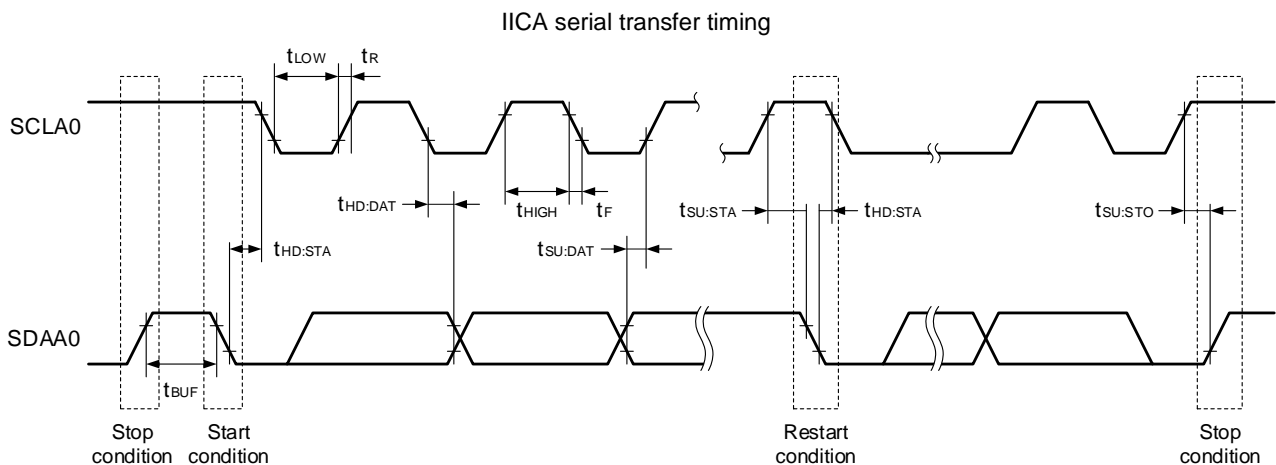 IICA serial transfer timing
tLOW tR
SCLA0
tHD:DAT tHIGH tF tSU:STA tHD:STA tSU:STO
tHD:STA tSU:DAT
SDAA0
tBUF
Stop condition
Start condition
Restart condition
Stop condition